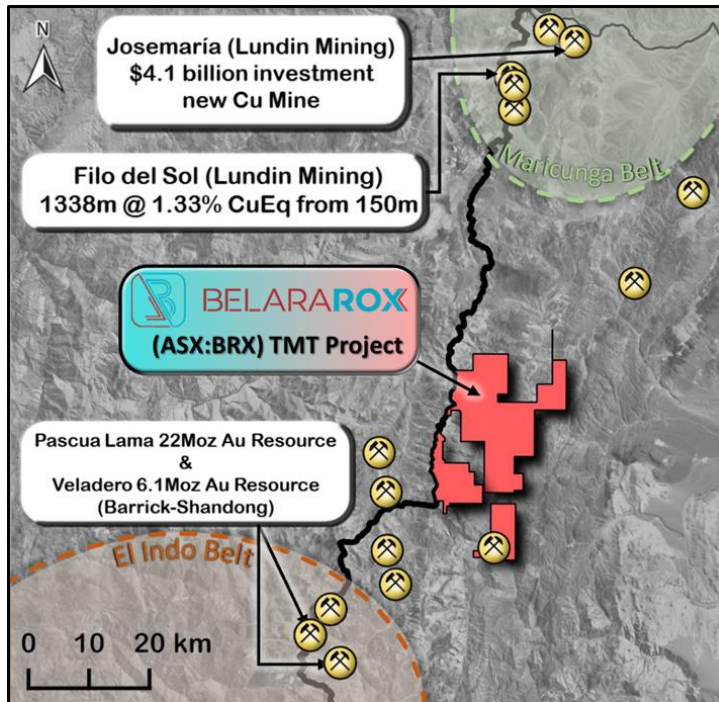 N
Josemaría (Lundin Mining)
$4.1 billion investment
new Cu Mine
Filo del Sol (Lundin Mining)
1338m @ 1.33% CuEq from 150m
Maricunga Belt
BELARAROX
(ASX:BRX) TMT Project
Pascua Lama 22Moz Au Resource
&
Veladero 6.1Moz Au Resource
(Barrick-Shandong)
El Indo Belt
0 10 20 km